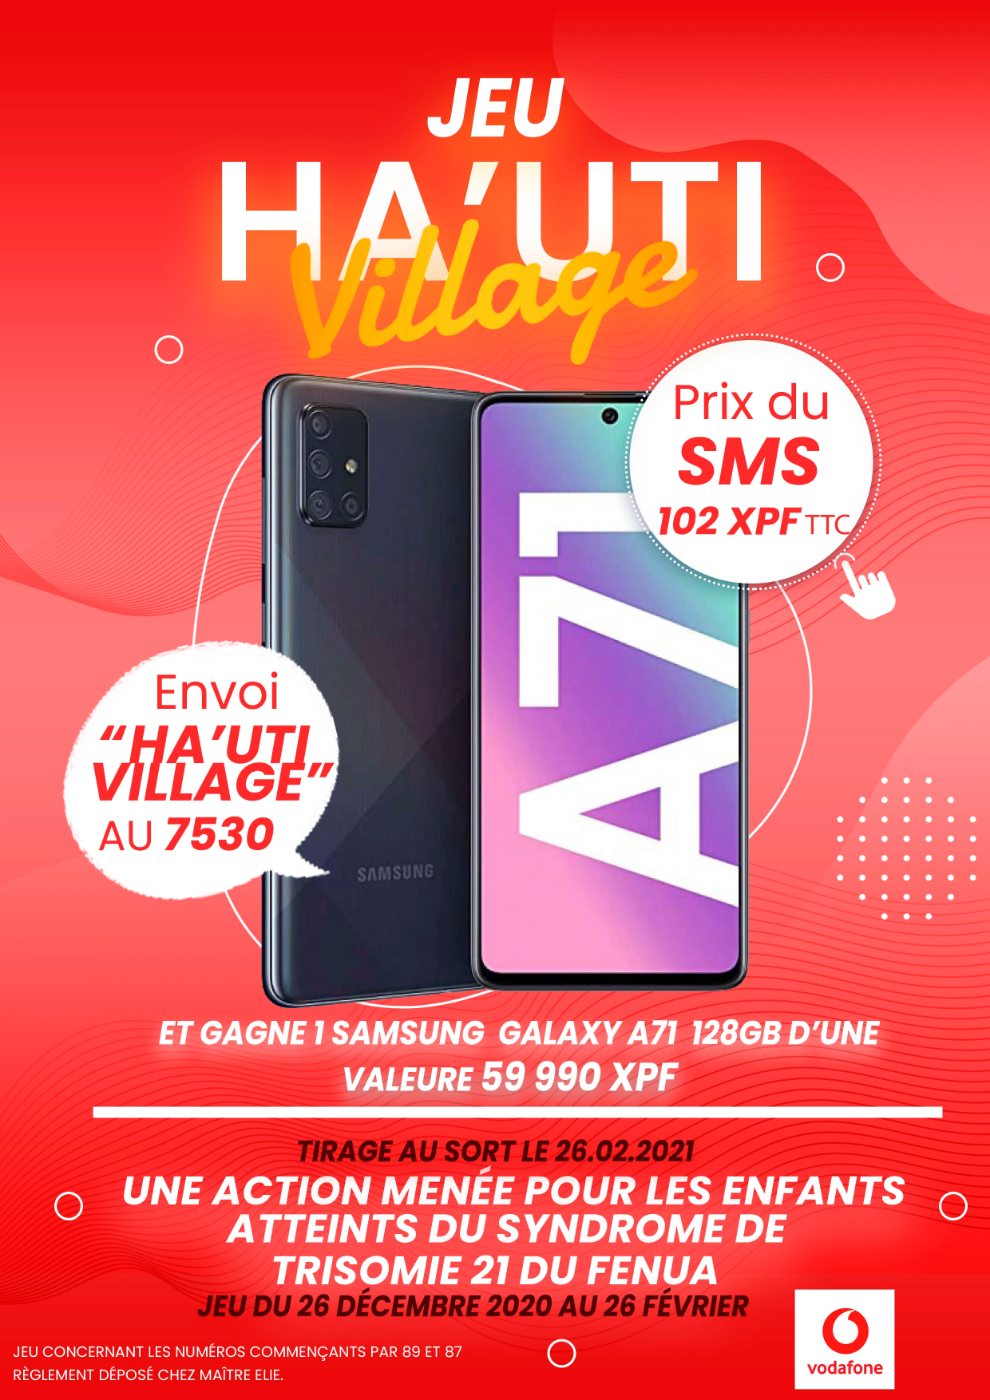 JEU
HA'UTI
Village
Prix du
SMS
102 XPF TTC
A71
Envoi
“HA'UTI
VILLAGE”
AU 7530
SAMSUNG
ET GAGNE 1 SAMSUNG GALAXY A71 128GB D'UNE
VALEURE 59 990 XPF
TIRAGE AU SORT LE 26.02.2021
UNE ACTION MENÉE POUR LES ENFANTS
ATTEINTS DU SYNDROME DE
TRISOMIE 21 DU FENUA
JEU DU 26 DÉCEMBRE 2020 AU 26 FÉVRIER
JEU CONCERNANT LES NUMÉROS COMMENÇANTS PAR 89 ET 87
RÈGLEMENT DÉPOSÉ CHEZ MAÎTRE ELIE.
vodafone